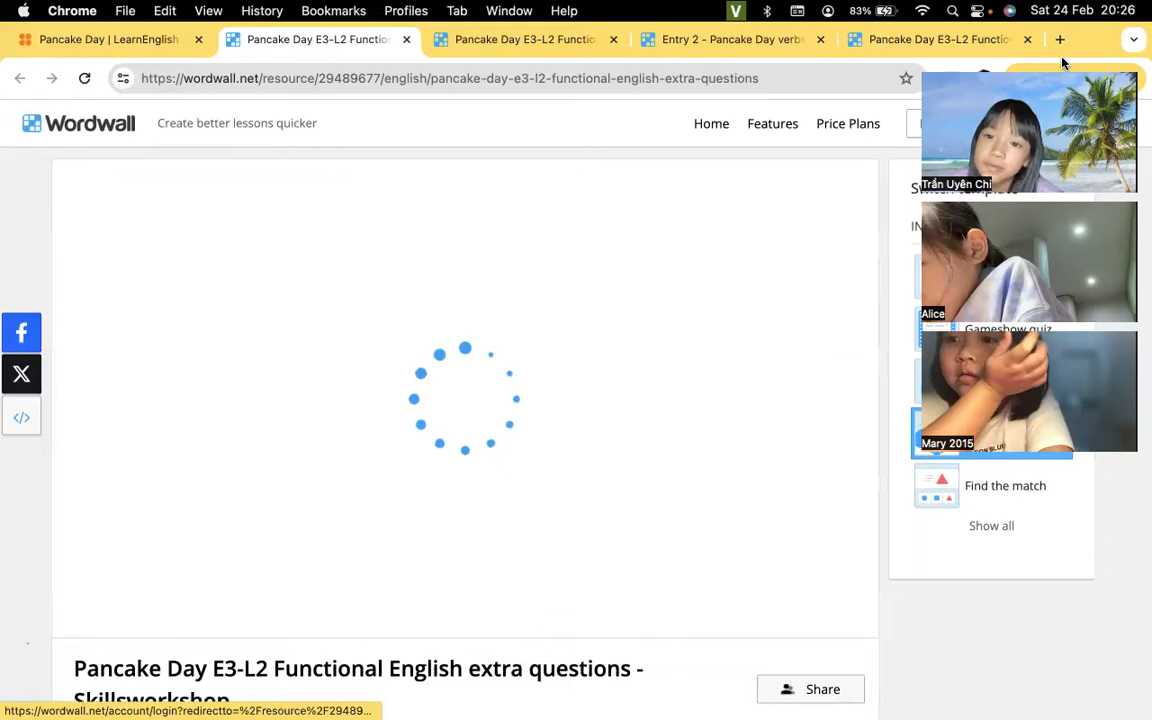 Chrome File Edit View History Bookmarks Profiles Tab Window Help V 83% Sat 24 Feb 20:26
Pancake Day | LearnEnglish
Pancake Day E3-L2 Functio
Pancake Day E3-L2 Functio
Entry 2 - Pancake Day verb
Pancake Day E3-L2 Functio
https://wordwall.net/resource/29489677/english/pancake-day-e3-l2-functional-english-extra-questions
Wordwall Create better lessons quicker Home Features Price Plans
Trần Uyên Chi
Alice
Gameshow quiz
Mary 2015
Find the match
Show all
Pancake Day E3-L2 Functional English extra questions -
Skillsworkshop
Share
https://wordwall.net/account/login?redirectto=%2Fresource%2F29489...